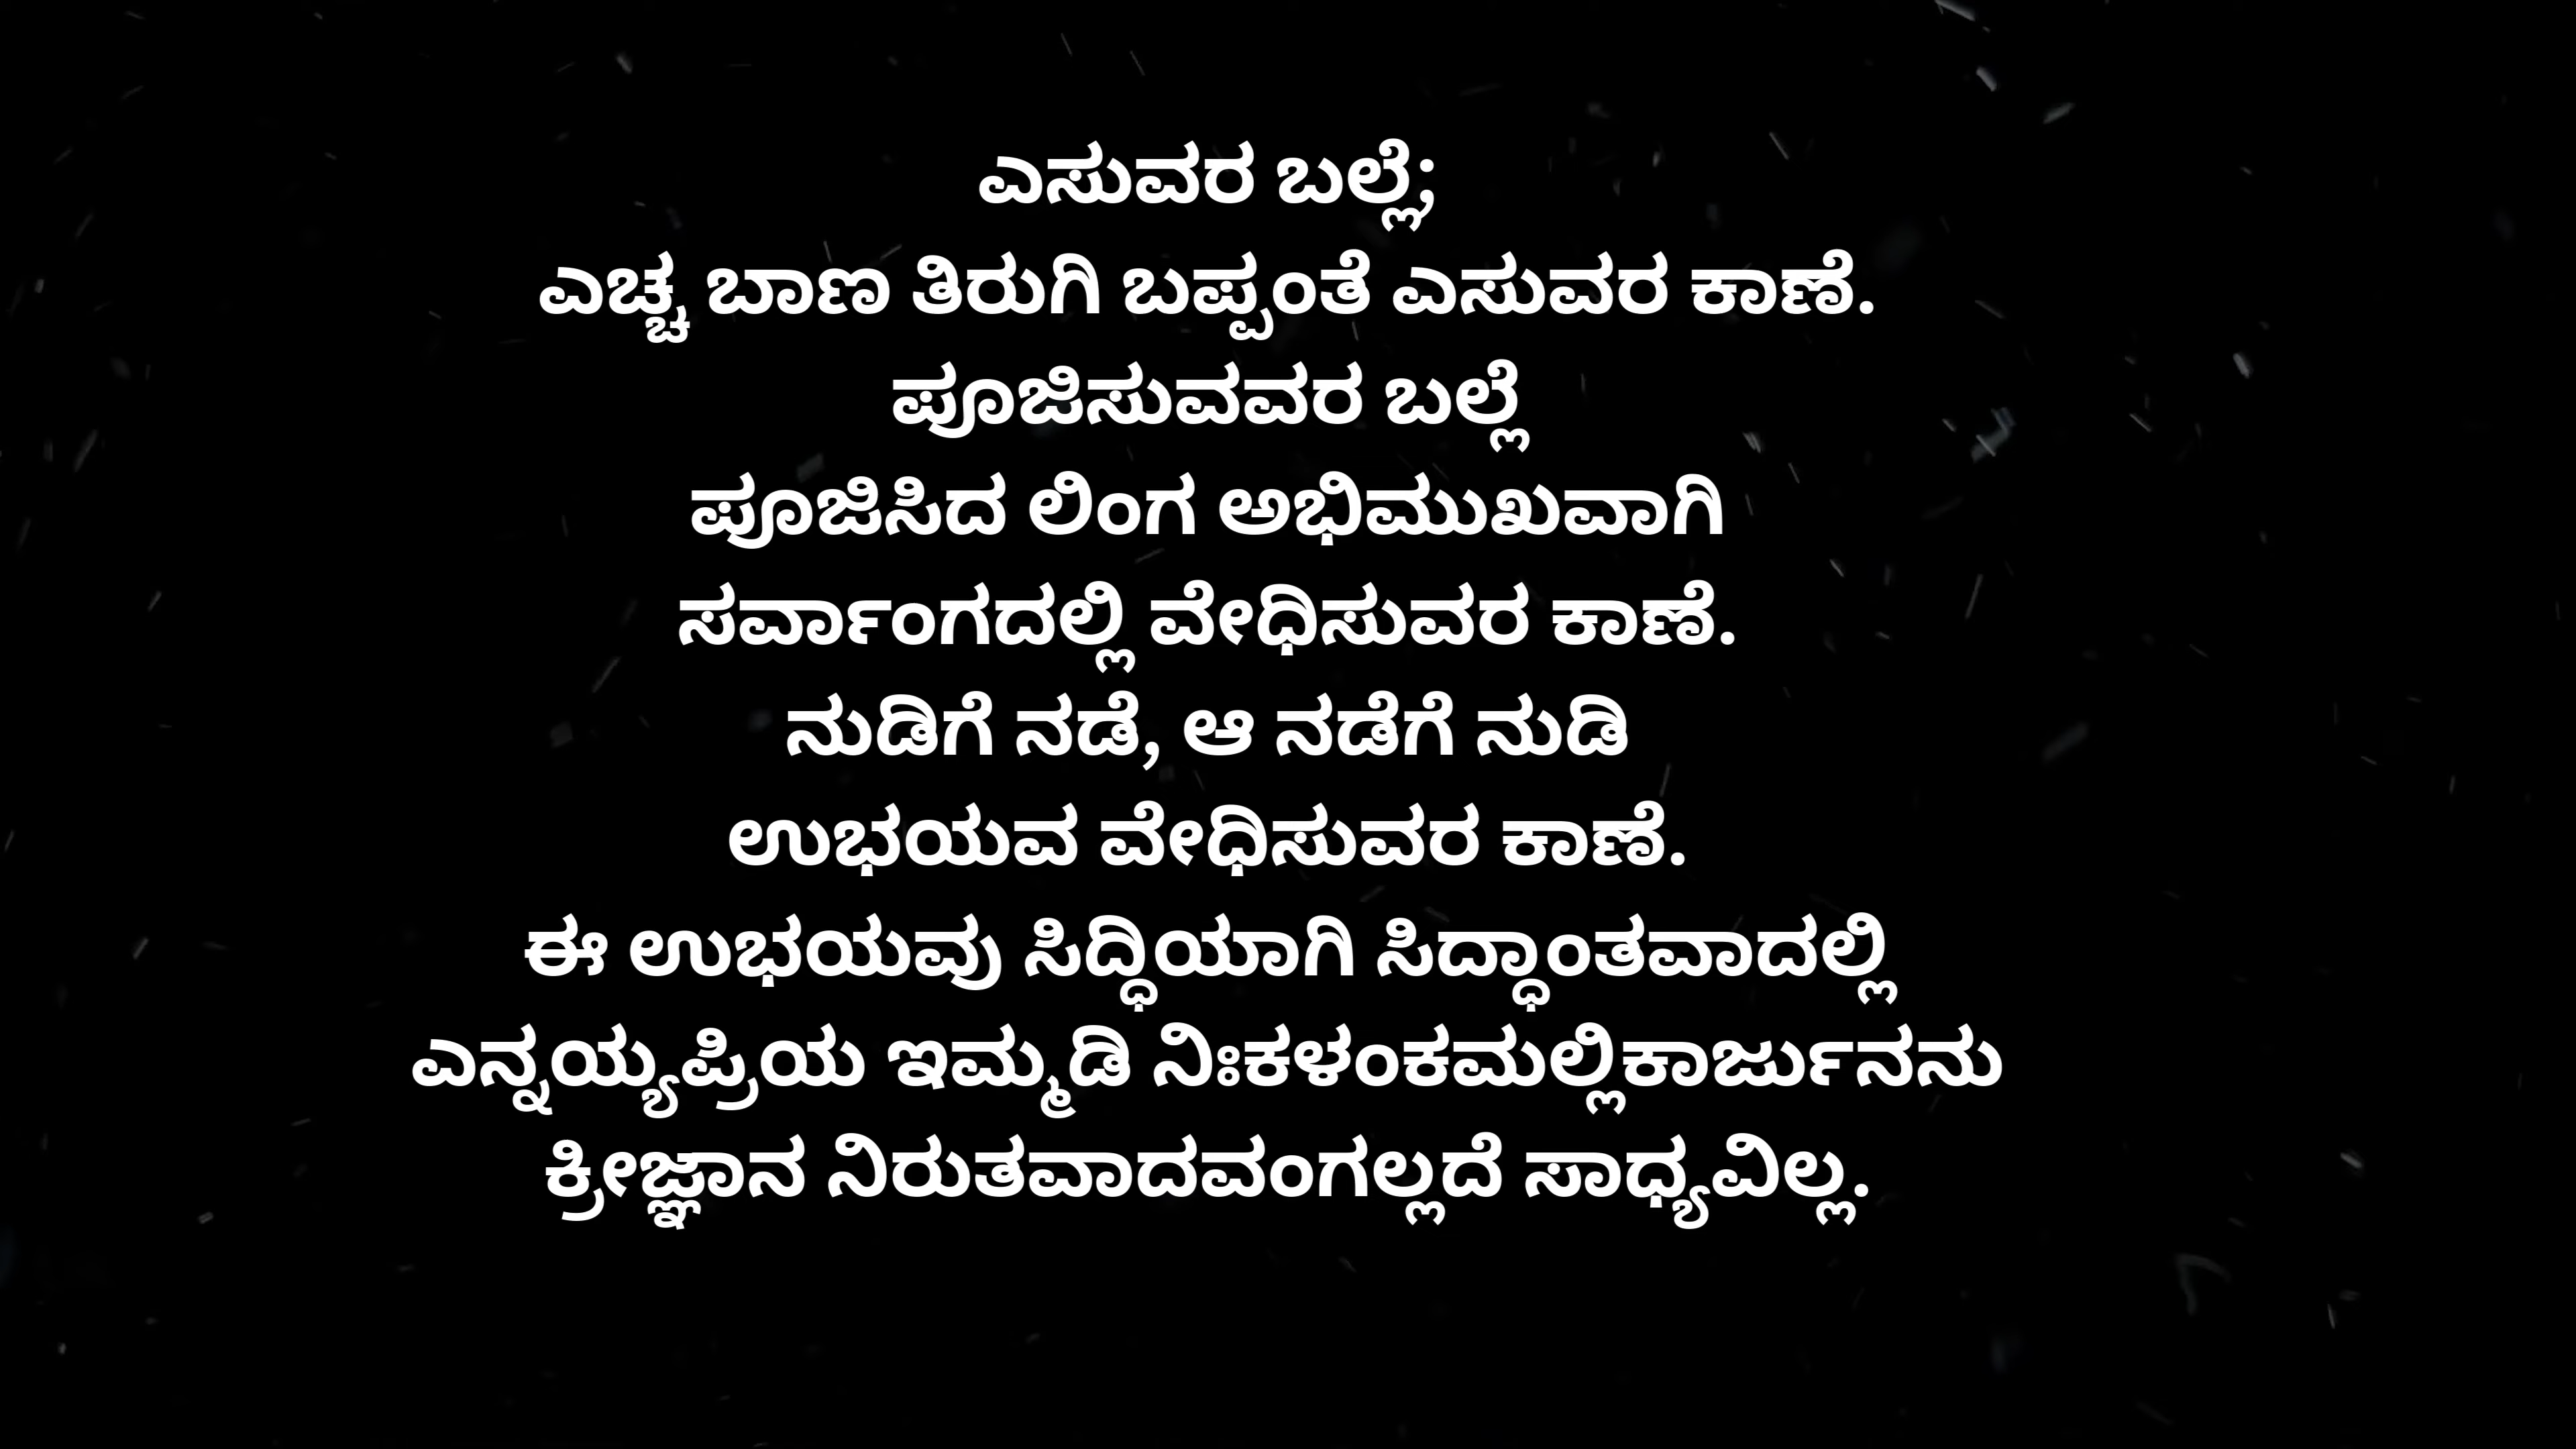 ಎಸುವರ ಬಲ್ಲೆ;
ಎಚ್ಚ ಬಾಣ ತಿರುಗಿ ಬಪ್ಪಂತೆ ಎಸುವರ ಕಾಣೆ.
ಪೂಜಿಸುವವರ ಬಲ್ಲೆ
ಪೂಜಿಸಿದ ಲಿಂಗ ಅಭಿಮುಖವಾಗಿ
ಸರ್ವಾಂಗದಲ್ಲಿ ವೇಧಿಸುವರ ಕಾಣೆ.
ನುಡಿಗೆ ನಡೆ, ಆ ನಡೆಗೆ ನುಡಿ
ಉಭಯವ ವೇಧಿಸುವರ ಕಾಣೆ.
ಈ ಉಭಯವು ಸಿದ್ಧಿಯಾಗಿ ಸಿದ್ಧಾಂತವಾದಲ್ಲಿ
ಎನ್ನಯ್ಯಪ್ರಿಯ ಇಮ್ಮಡಿ ನಿಃಕಳಂಕಮಲ್ಲಿಕಾರ್ಜುನನು
ಕ್ರೀಜ್ಞಾನ ನಿರುತವಾದವಂಗಲ್ಲದೆ ಸಾಧ್ಯವಿಲ್ಲ.